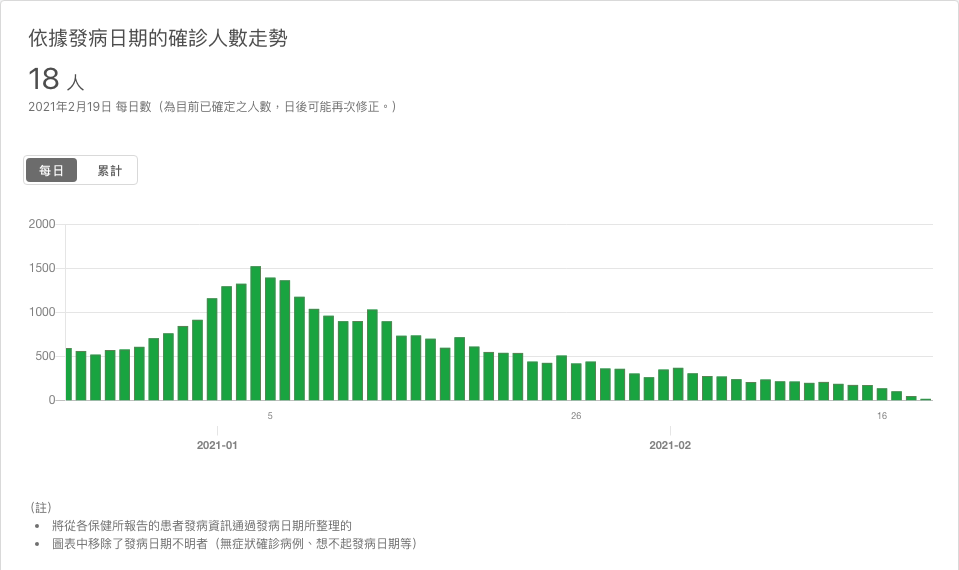 依據發病日期的確診人數走勢
18 人
2021年2月19日 每日數（為目前已確定之人數，日後可能再次修正。）
每日 累計
2000
1500
1000
500
0
5 26 16
2021-01 2021-02
（註）
• 將從各保健所報告的患者發病資訊通過發病日期所整理的
• 圖表中移除了發病日期不明者（無症狀確診病例、想不起發病日期等）